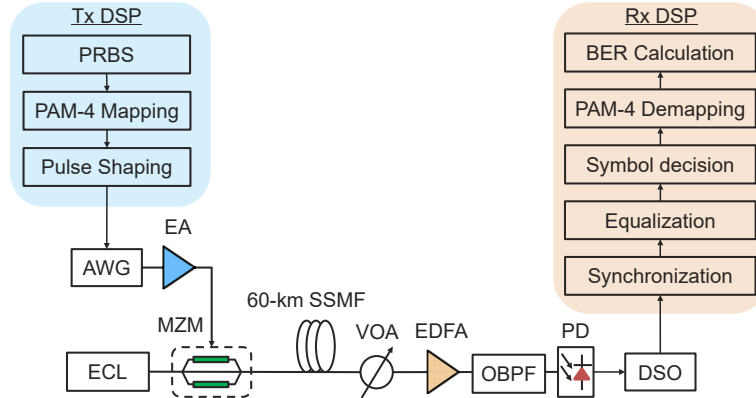 Tx DSP
PRBS
PAM-4 Mapping
Pulse Shaping
AWG
EA
MZM
ECL
60-km SSMF
VOA
EDFA
OBPF
PD
DSO
Rx DSP
BER Calculation
PAM-4 Demapping
Symbol decision
Equalization
Synchronization